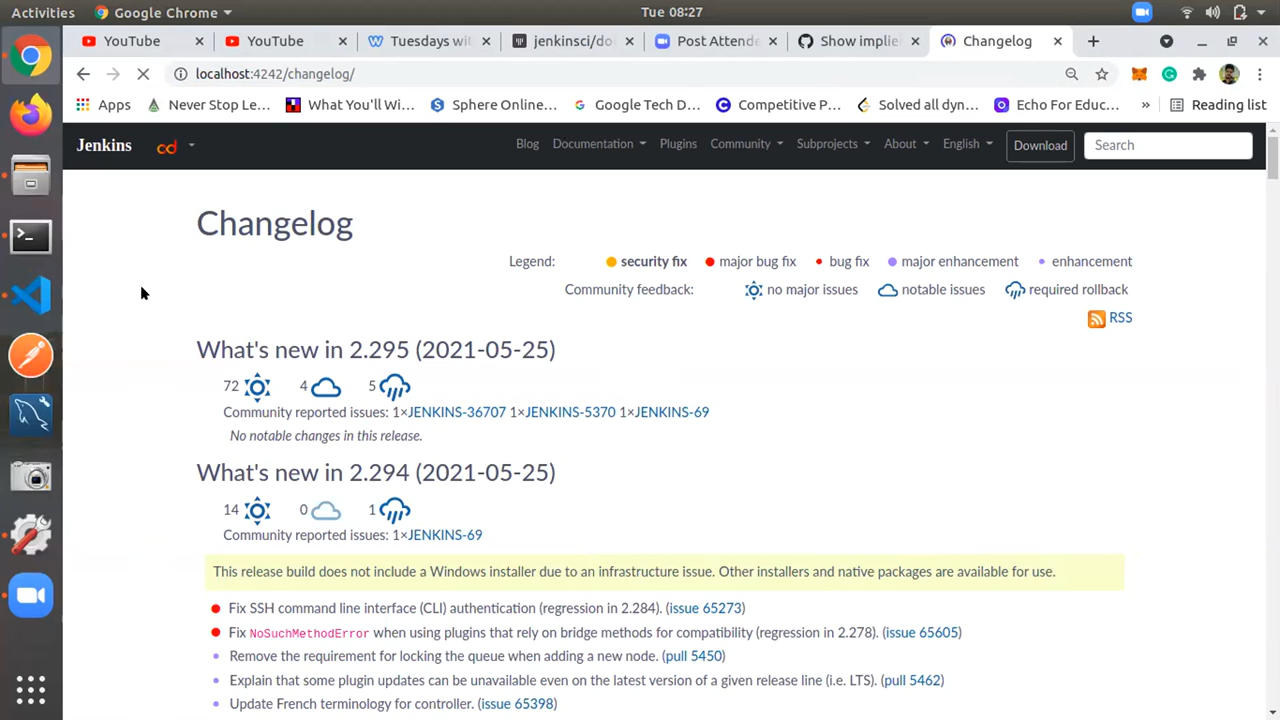 Activities Google Chrome Tue 08:27
YouTube YouTube Tuesdays wit jenkinsci/do Post Attende Show implie Changelog
localhost:4242/changelog/
Apps Never Stop Le... What You'll Wi... Sphere Online... Google Tech D... Competitive P... Solved all dyn... Echo For Educ... » Reading list
Jenkins cd Blog Documentation Plugins Community Subprojects About English Download Search
Changelog
Legend: security fix major bug fix bug fix major enhancement enhancement
Community feedback: no major issues notable issues required rollback
RSS
What's new in 2.295 (2021-05-25)
72 4 5
Community reported issues: 1×JENKINS-36707 1×JENKINS-5370 1×JENKINS-69
No notable changes in this release.
What's new in 2.294 (2021-05-25)
14 0 1
Community reported issues: 1×JENKINS-69
This release build does not include a Windows installer due to an infrastructure issue. Other installers and native packages are available for use.
Fix SSH command line interface (CLI) authentication (regression in 2.284). (issue 65273)
Fix NoSuchMethodError when using plugins that rely on bridge methods for compatibility (regression in 2.278). (issue 65605)
Remove the requirement for locking the queue when adding a new node. (pull 5450)
Explain that some plugin updates can be unavailable even on the latest version of a given release line (i.e. LTS). (pull 5462)
Update French terminology for controller. (issue 65398)